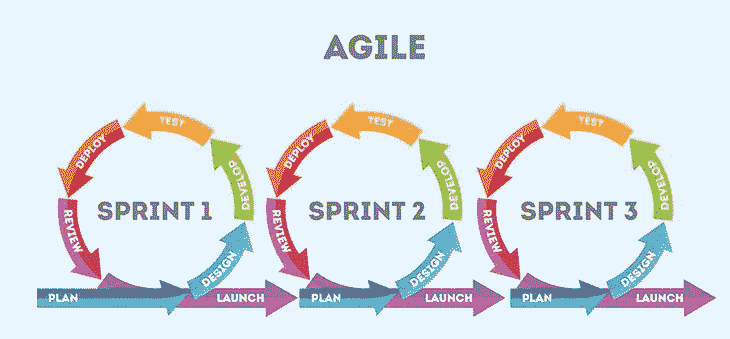 AGILE
TEST
TEST
TEST
DEPLOY
DEVELOP
DEPLOY
DEVELOP
DEPLOY
DEVELOP
SPRINT 1
SPRINT 2
SPRINT 3
REVIEW
REVIEW
REVIEW
DESIGN
DESIGN
DESIGN
PLAN
LAUNCH
PLAN
LAUNCH
PLAN
LAUNCH